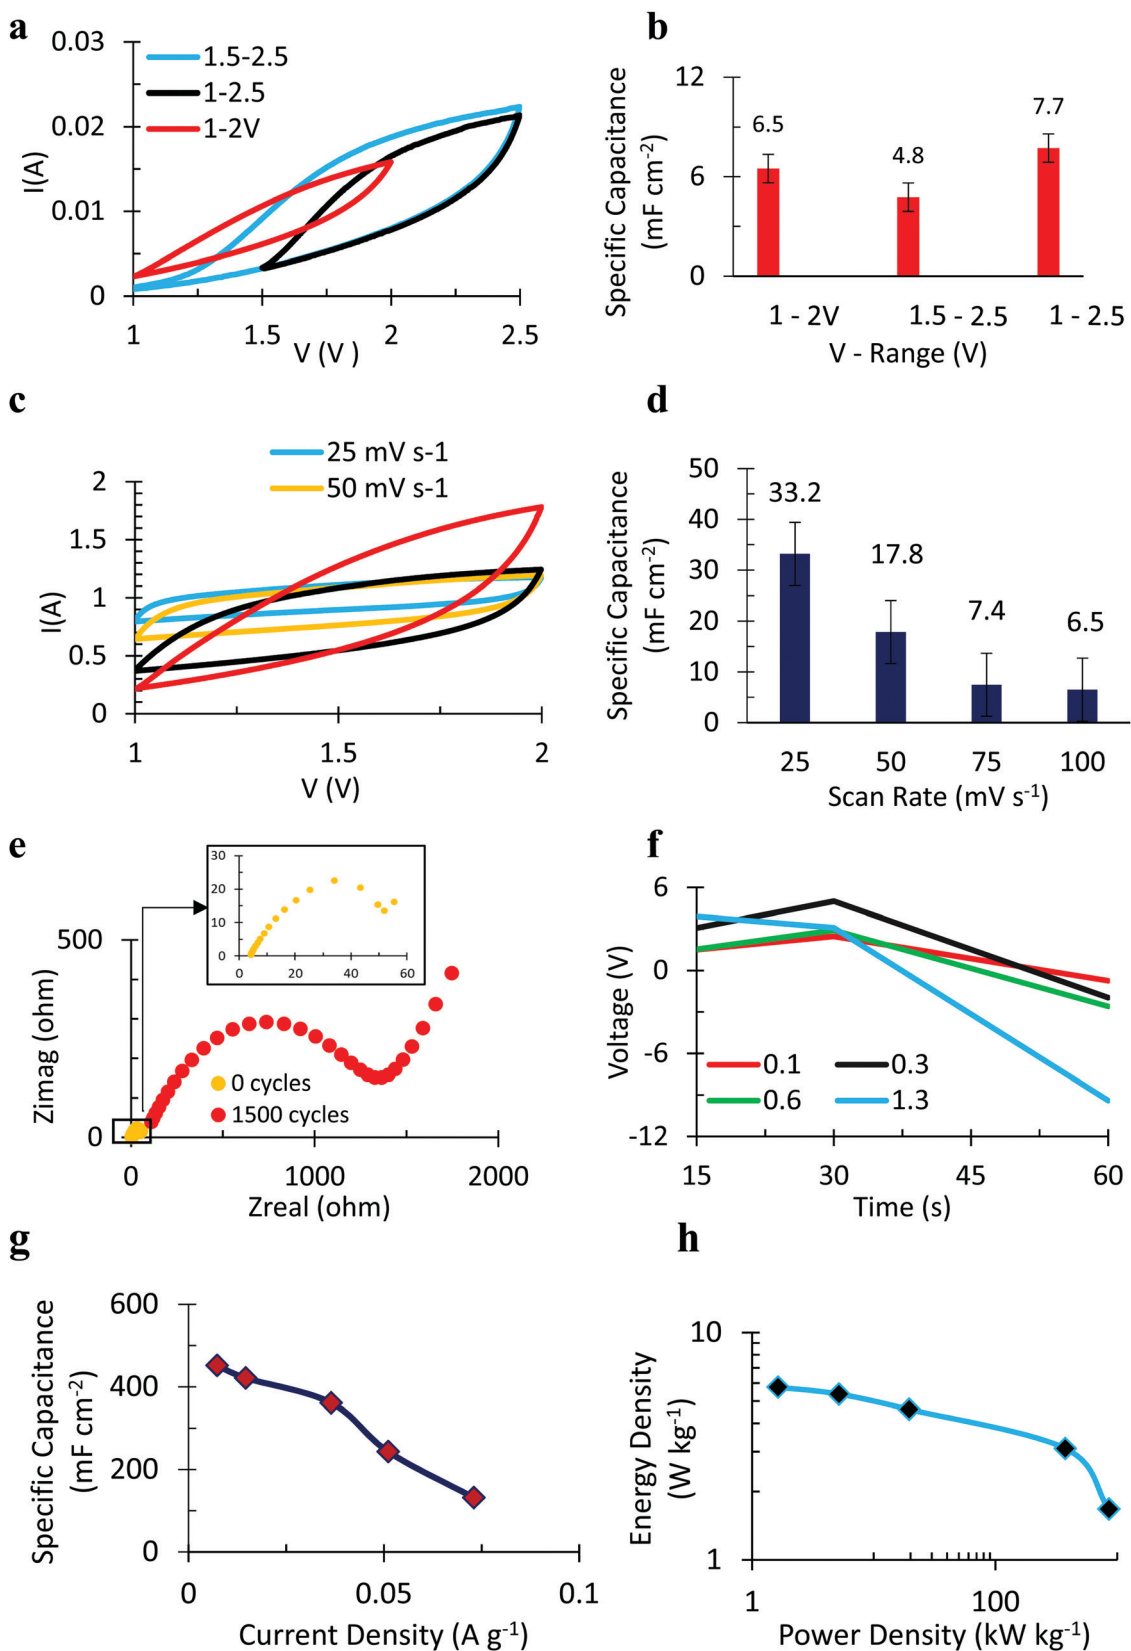 a
0.03
0.02
0.01
0
I(A)
1.5-2.5
1-2.5
1-2V
1
1.5
2
2.5
V (V )
b
Specific Capacitance
(mF cm-2)
12
6
0
6.5
4.8
7.7
1 - 2V
1.5 - 2.5
1 - 2.5
V - Range (V)
c
25 mV s-1
50 mV s-1
2
1.5
1
0.5
0
I(A)
1
1.5
2
V (V)
d
Specific Capacitance
(mF cm-2)
50
40
30
20
10
0
33.2
17.8
7.4
6.5
25
50
75
100
Scan Rate (mV s-1)
e
30
20
10
0
0
20
40
60
500
0
Zimag (ohm)
0 cycles
1500 cycles
0
1000
2000
Zreal (ohm)
f
6
0
-6
-12
Voltage (V)
0.1
0.3
0.6
1.3
15
30
45
60
Time (s)
g
Specific Capacitance
(mF cm-2)
600
400
200
0
0
0.05
0.1
Current Density (A g-1)
h
Energy Density
(W kg-1)
10
1
1
100
Power Density (kW kg-1)